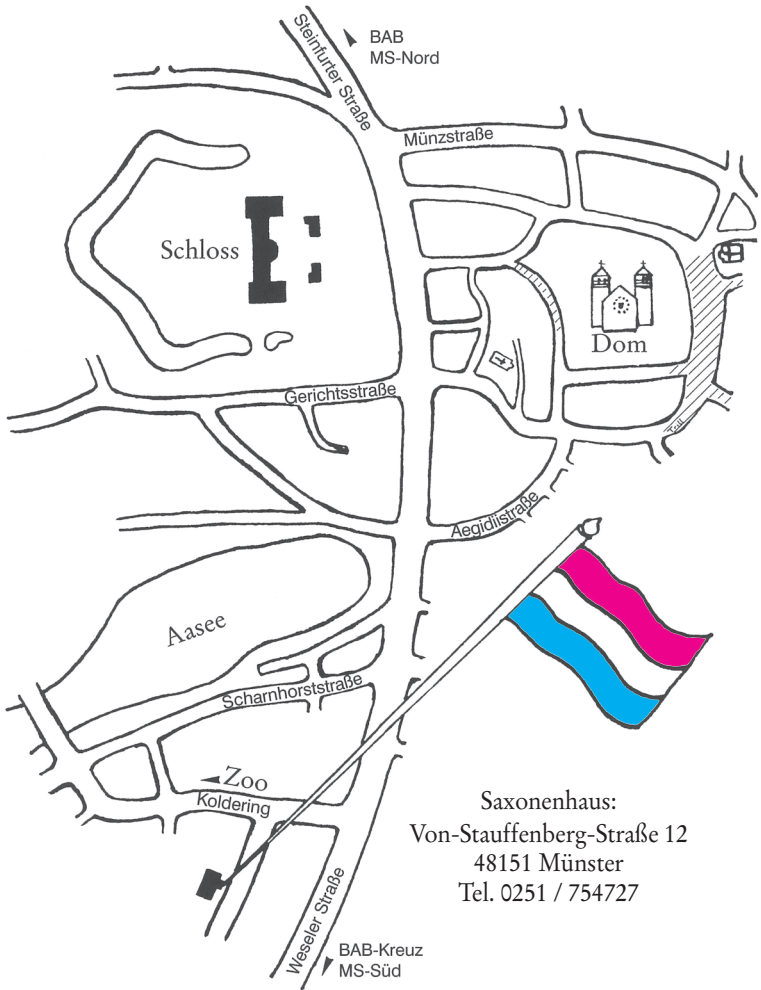 BAB
MS-Nord
Steinfurter Straße
Münzstraße
Schloss
Dom
Gerichtsstraße
Aegidiistraße
Aasee
Scharnhorststraße
Zoo
Koldering
Saxonenhaus:
Von-Stauffenberg-Straße 12
48151 Münster
Tel. 0251 / 754727
Weseler Straße
BAB-Kreuz
MS-Süd